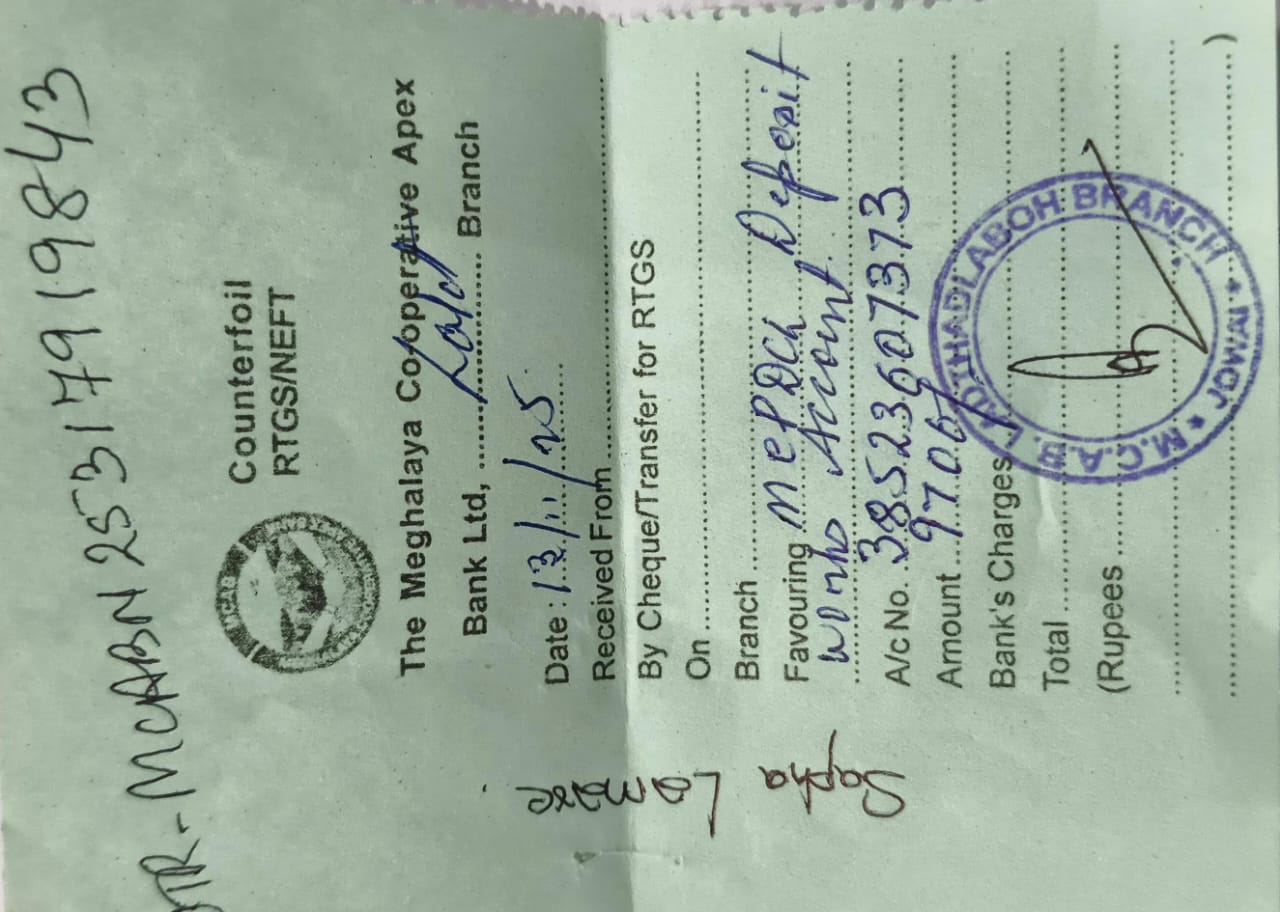 UTR- MCABN25317919843
Counterfoil
RTGS/NEFT
The Meghalaya Co-operative Apex
Bank Ltd, ........ Branch
Date : 13/11/25
Received From
By Cheque/Transfer for RTGS
On
Branch
Favouring MePDCL Deposit
Works Account
A/c No. 38523607373
Amount 9706/-
Bank's Charges
Total
(Rupees
)
M.C.A.B. LADTHADLABOH BRANCH * JOWAI *
Sapha
Lamare